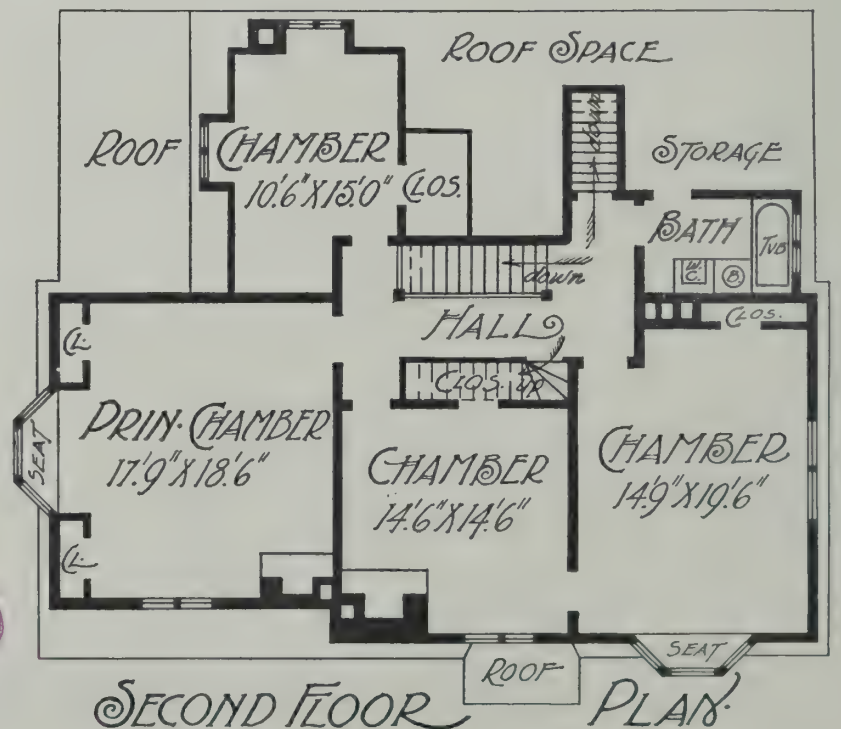 ROOF SPACE
ROOF
CHAMBER
10'6"X15'0"
CLOS.
STORAGE
down
BATH
TUB
W.C.
B.
down
HALL
CLOS.
CL.
CLOS. up
PRIN. CHAMBER
17'9"X18'6"
SEAT
CHAMBER
14'6"X14'6"
CHAMBER
14'9"X19'6"
CL.
SEAT
ROOF
SECOND FLOOR PLAN.